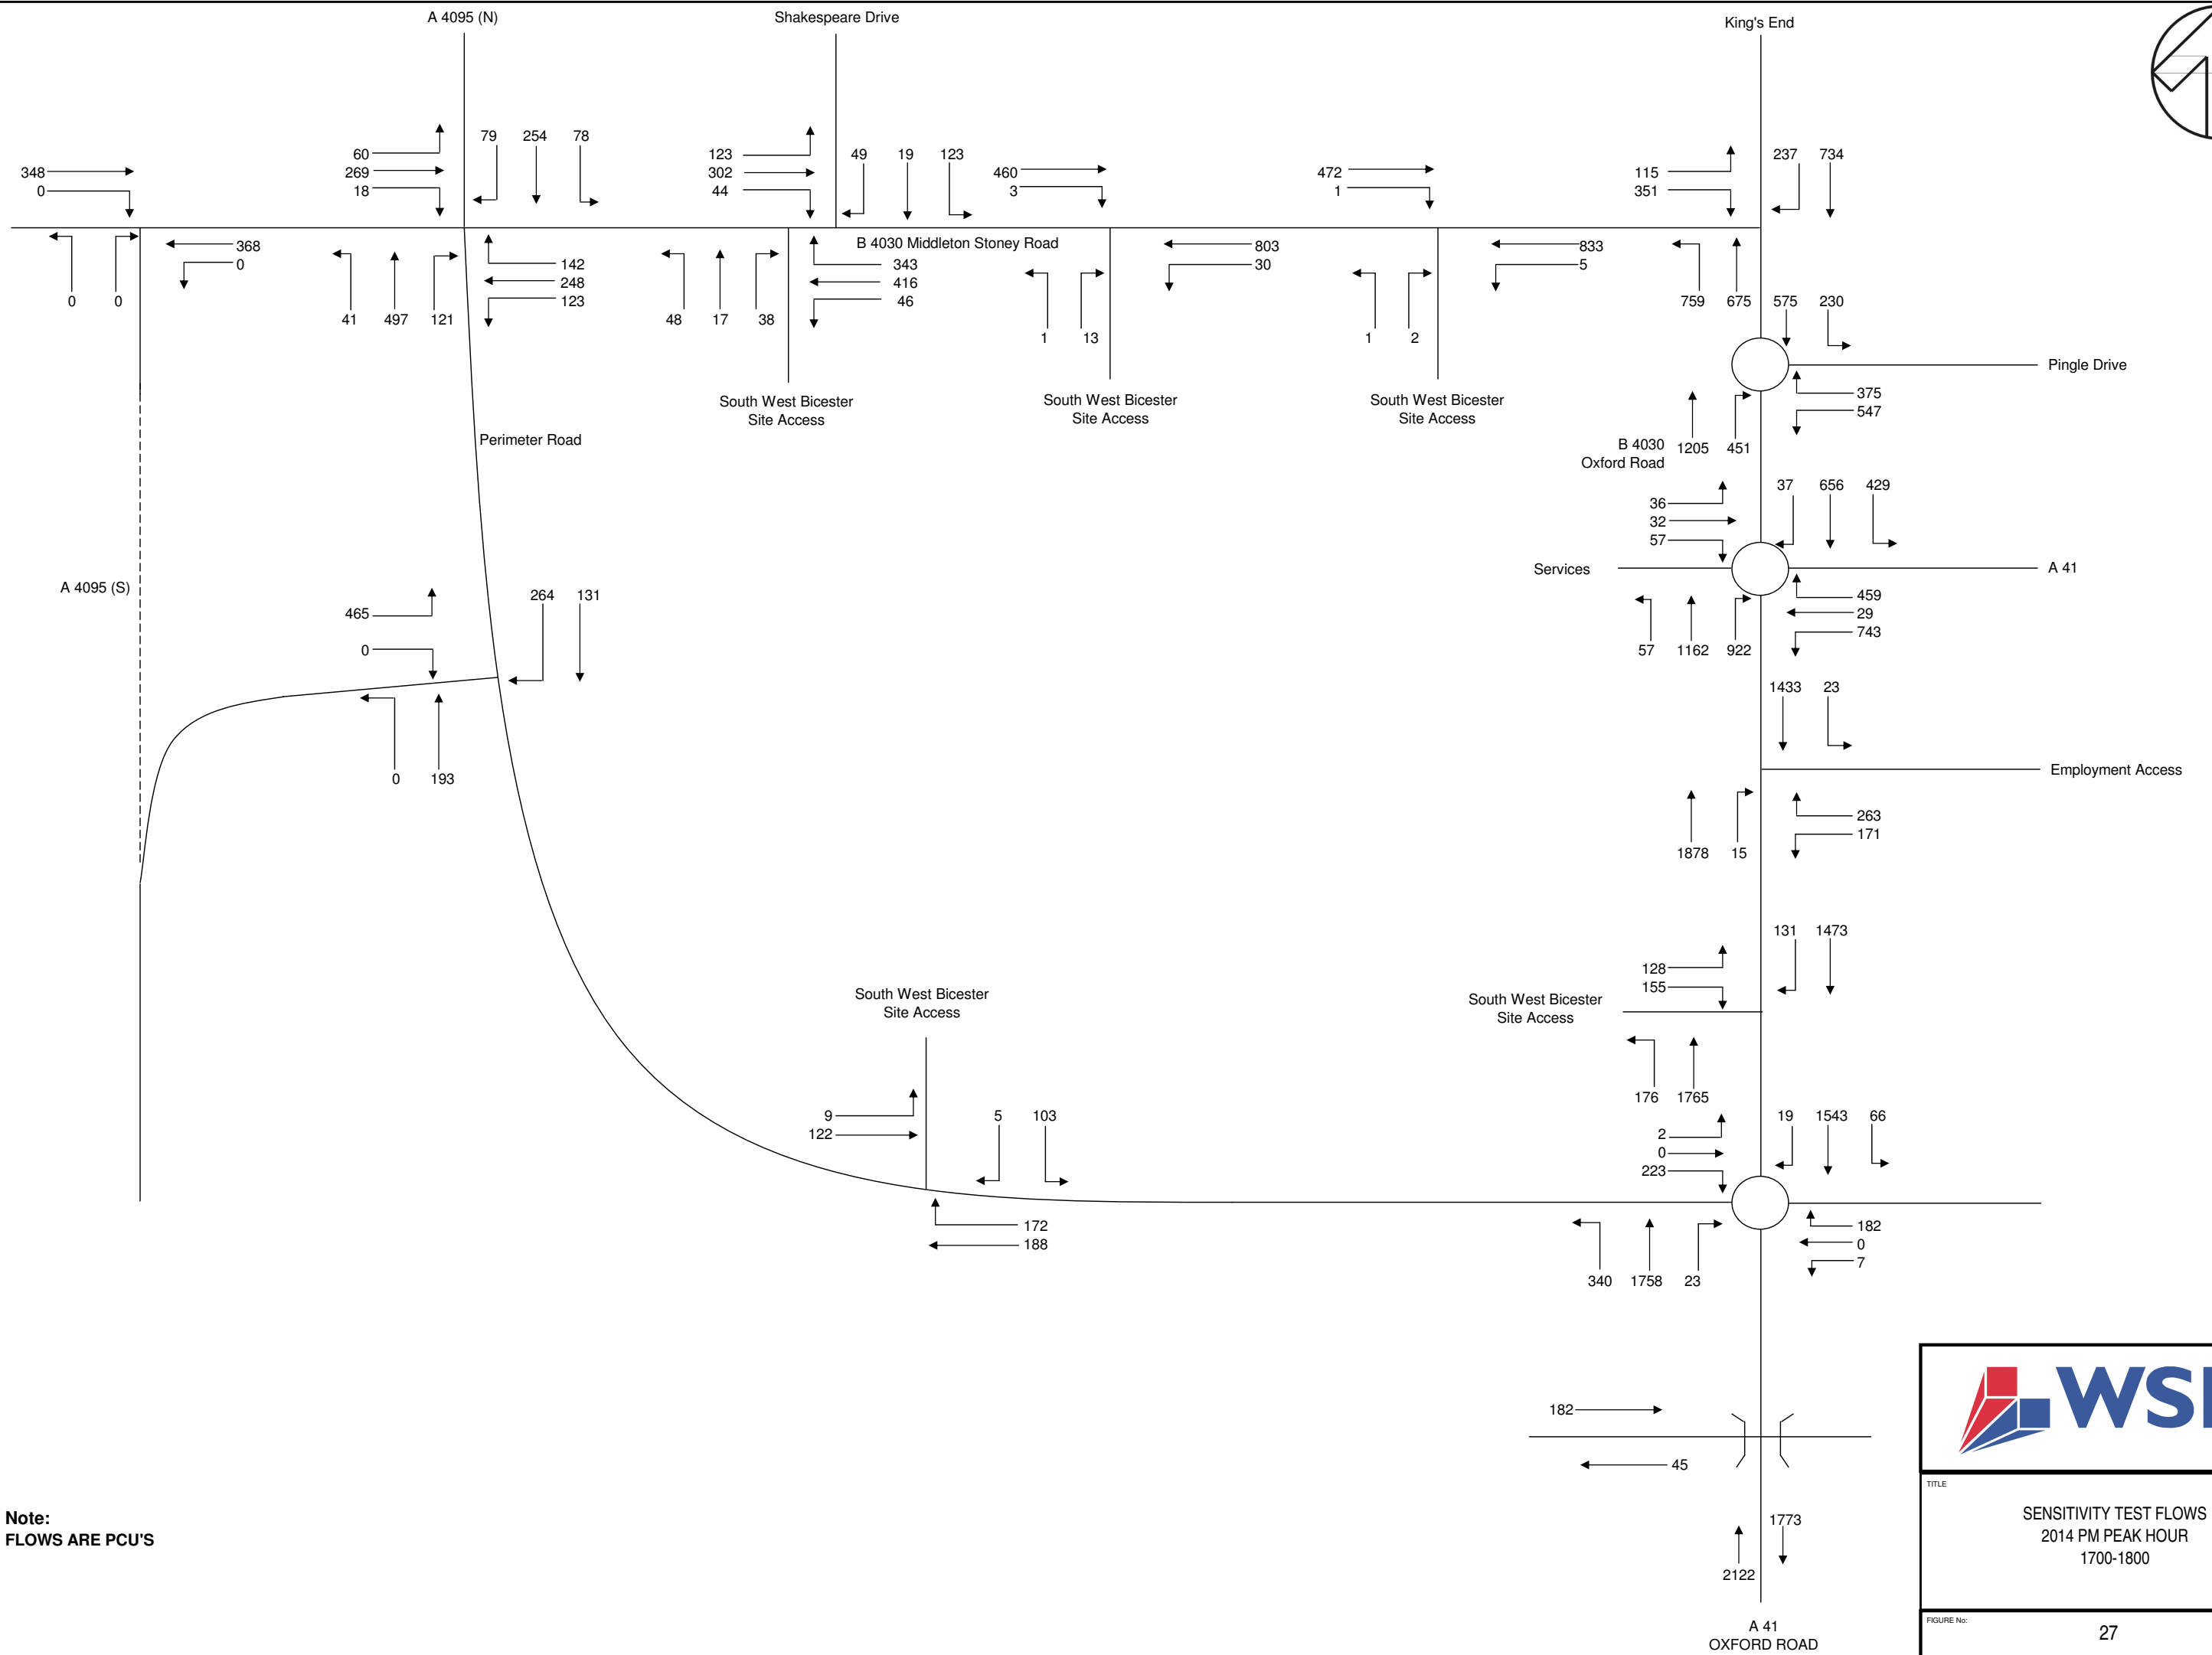 A 4095 (N)
Shakespeare Drive
King's End
79 254 78
60
269
18
348
0
123
302
44
49 19 123
460
3
472
1
115
351
237 734
B 4030 Middleton Stoney Road
368
0
0 0
41 497 121
142
248
123
48 17 38
343
416
46
1 13
803
30
1 2
833
5
759 675 575 230
Pingle Drive
South West Bicester
Site Access
South West Bicester
Site Access
South West Bicester
Site Access
375
547
Perimeter Road
B 4030
Oxford Road
1205 451
37 656 429
36
32
57
Services
A 41
A 4095 (S)
459
29
743
57 1162 922
465
0
264 131
0 193
1433 23
Employment Access
263
171
1878 15
131 1473
128
155
South West Bicester
Site Access
South West Bicester
Site Access
176 1765
9
122
5 103
2
0
223
19 1543 66
172
188
182
0
7
340 1758 23
182
45
1773
2122
A 41
OXFORD ROAD
Note:
FLOWS ARE PCU'S
WS
TITLE
SENSITIVITY TEST FLOWS
2014 PM PEAK HOUR
1700-1800
FIGURE No:
27